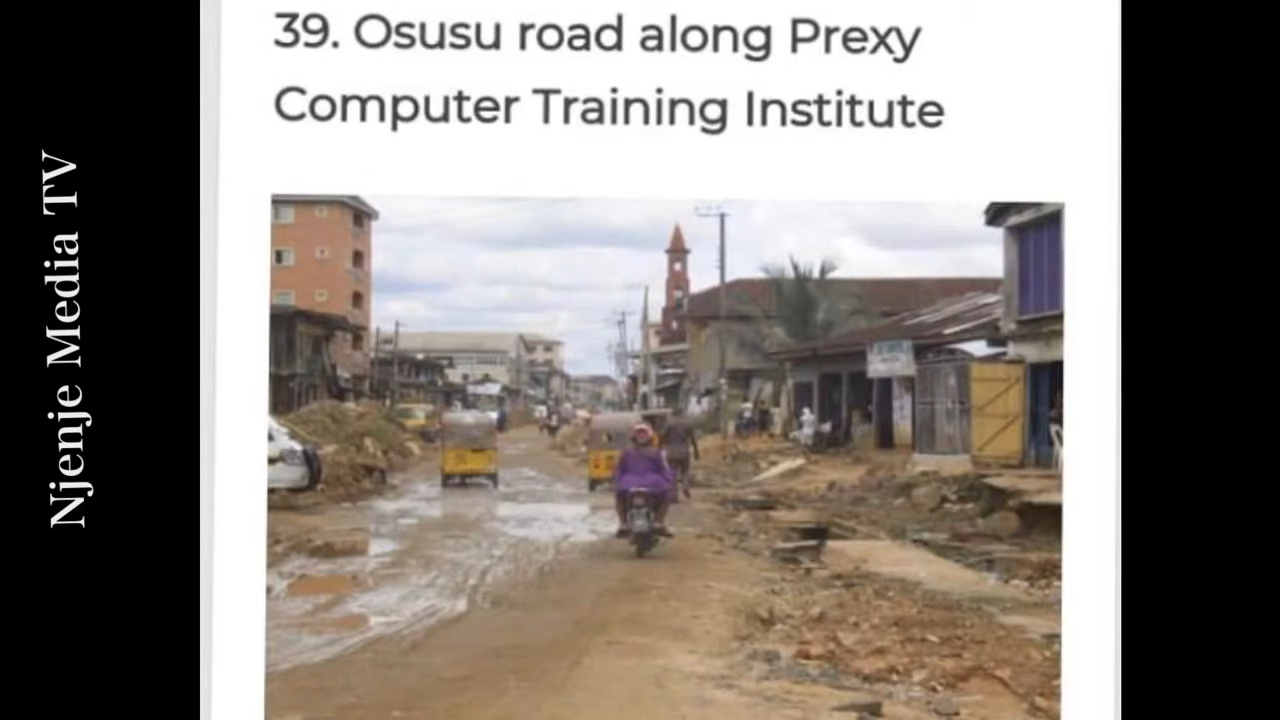 39. Osusu road along Prexy
Computer Training Institute
Njenje Media TV